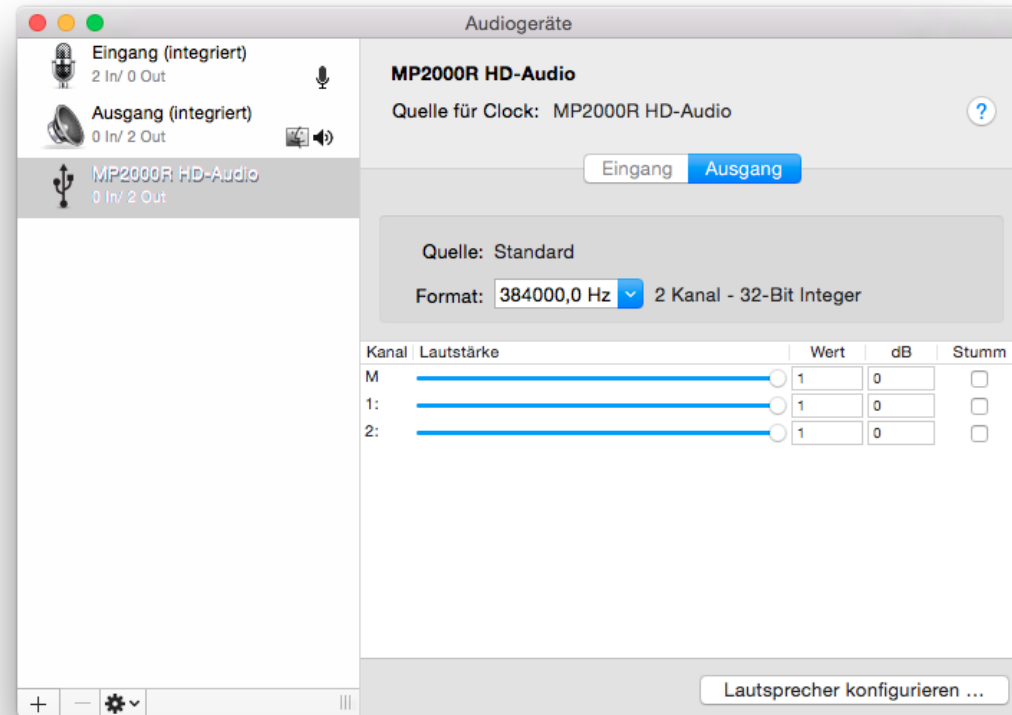 Audiogeräte
Eingang (integriert)
2 In/ 0 Out
Ausgang (integriert)
0 In/ 2 Out
MP2000R HD-Audio
0 In/ 2 Out
MP2000R HD-Audio
Quelle für Clock: MP2000R HD-Audio
?
Eingang Ausgang
Quelle: Standard
Format: 384000,0 Hz 2 Kanal - 32-Bit Integer
Kanal Lautstärke Wert dB Stumm
M 1 0
1: 1 0
2: 1 0
Lautsprecher konfigurieren ...